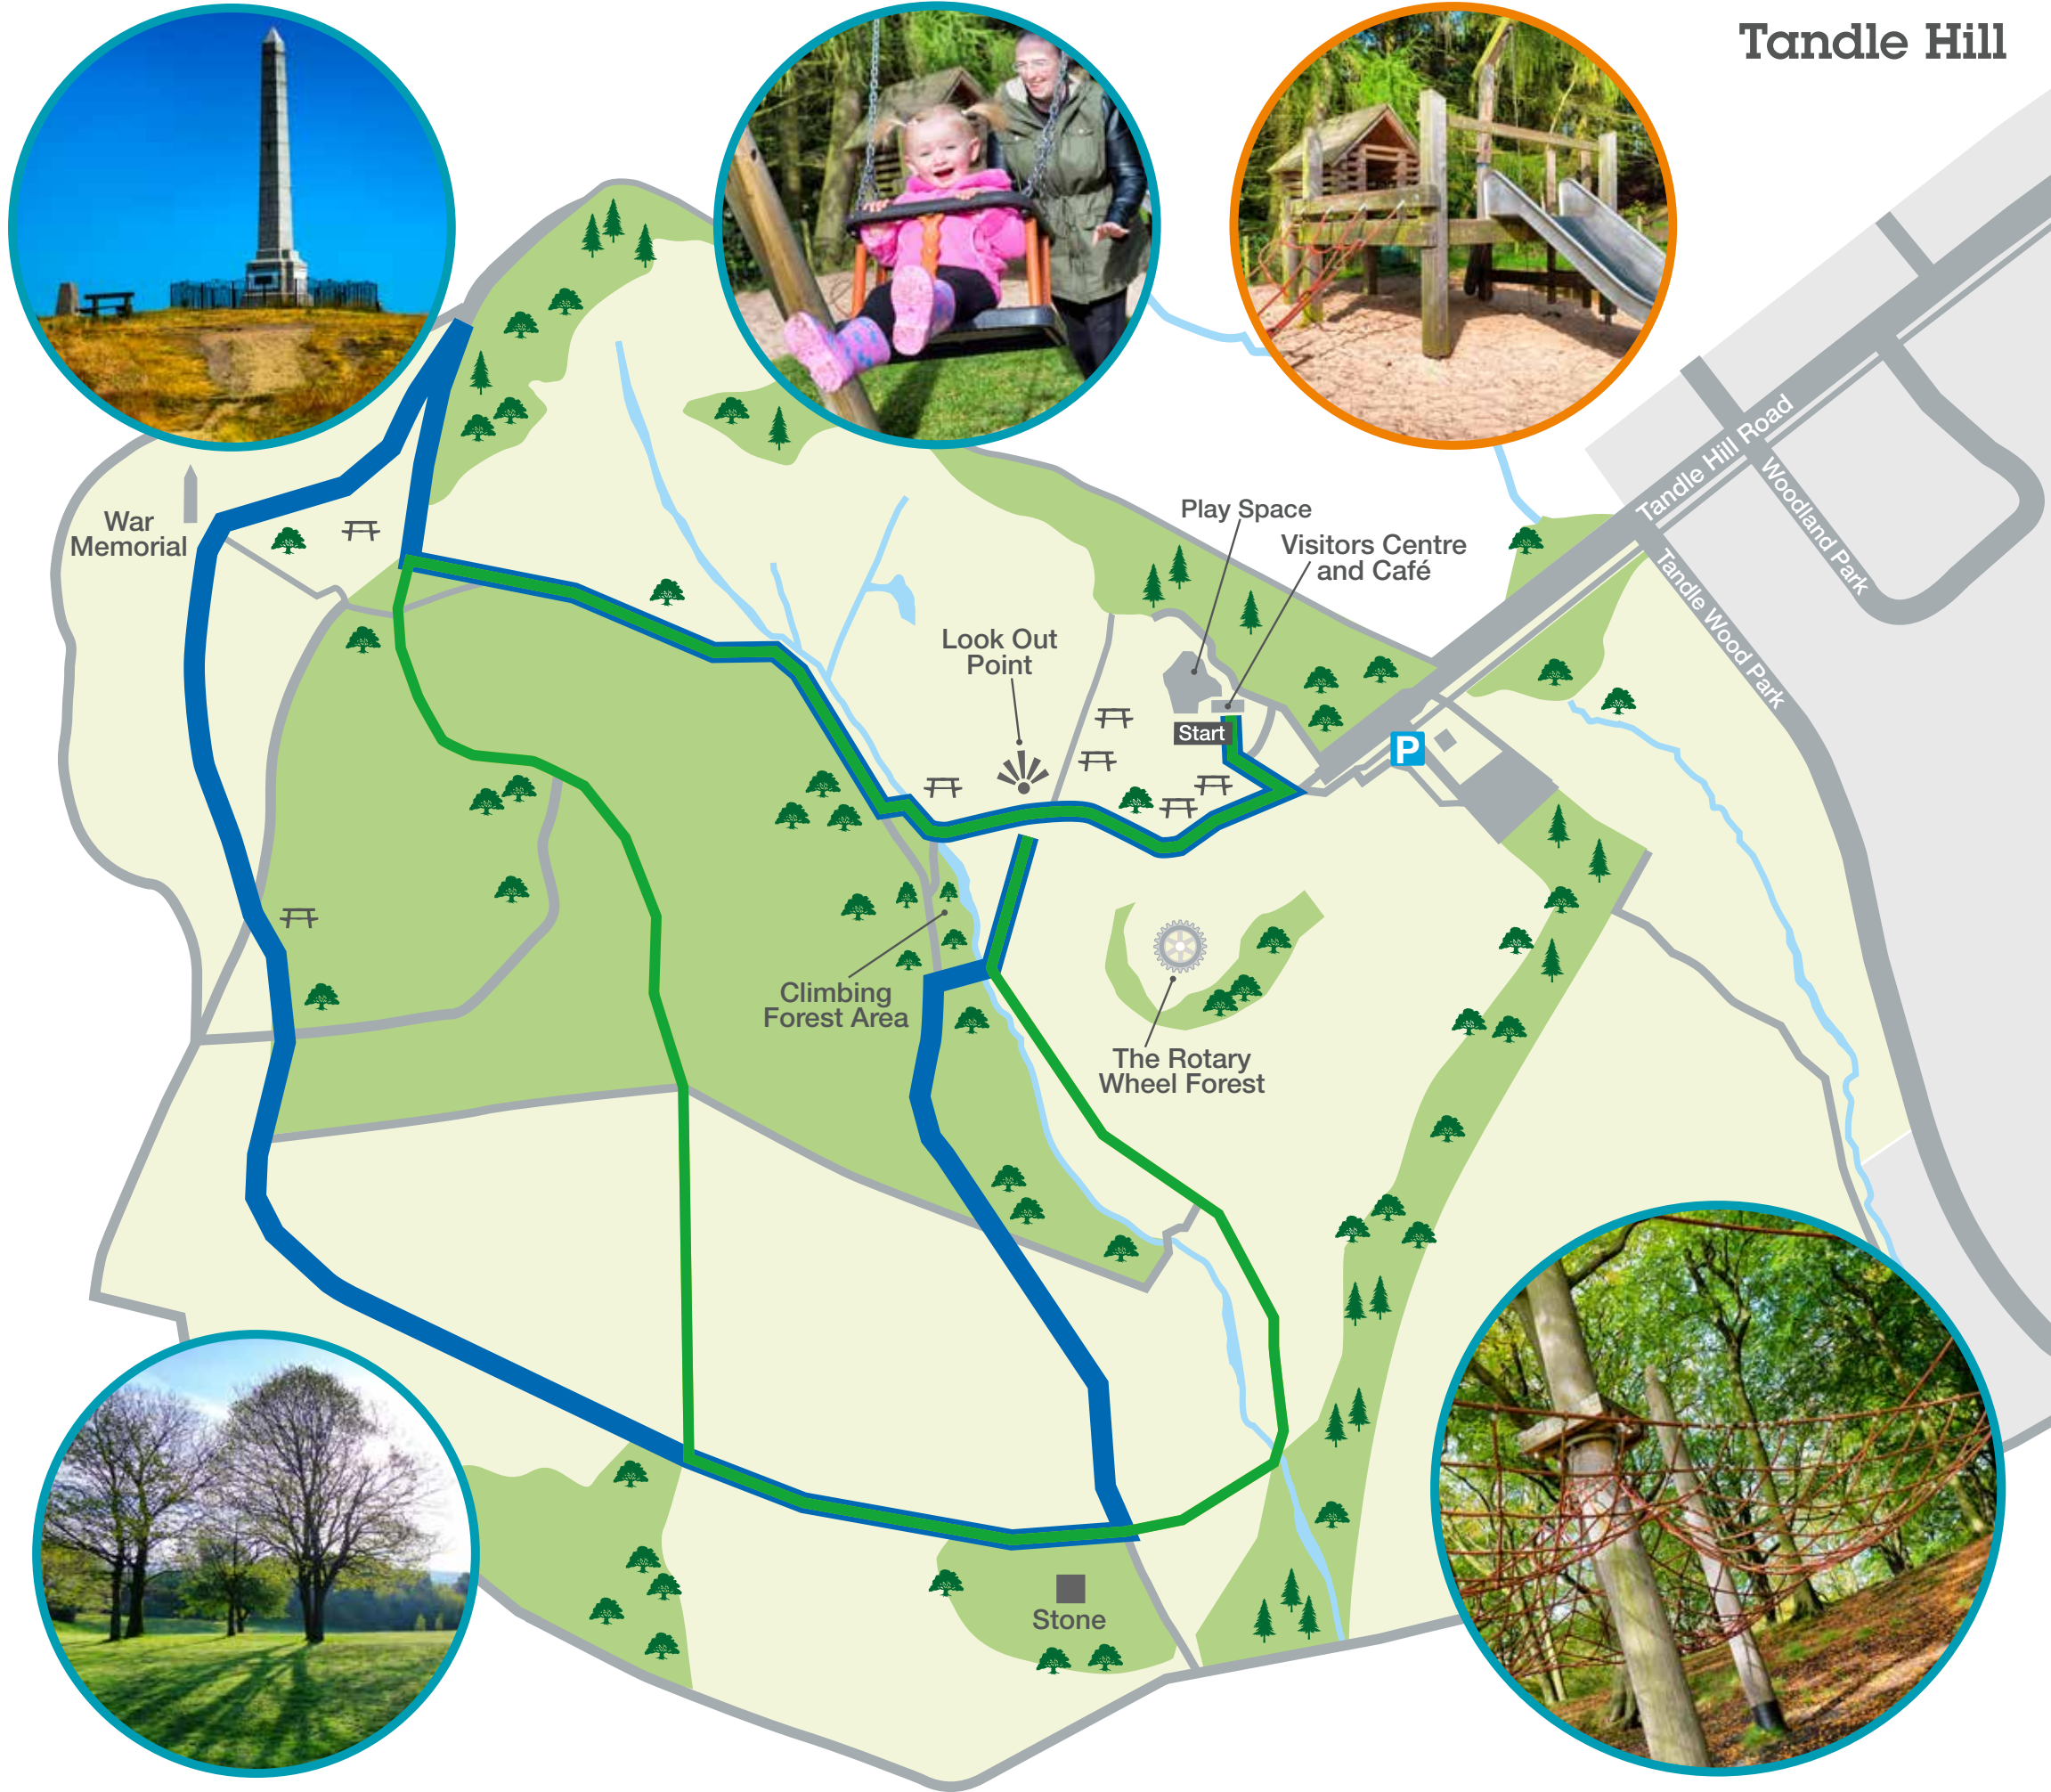 Tandle Hill
Tandle Hill Road
Woodland Park
Tandle Wood Park
Play Space
Visitors Centre
and Café
War
Memorial
Look Out
Point
Start
P
Climbing
Forest Area
The Rotary
Wheel Forest
Stone